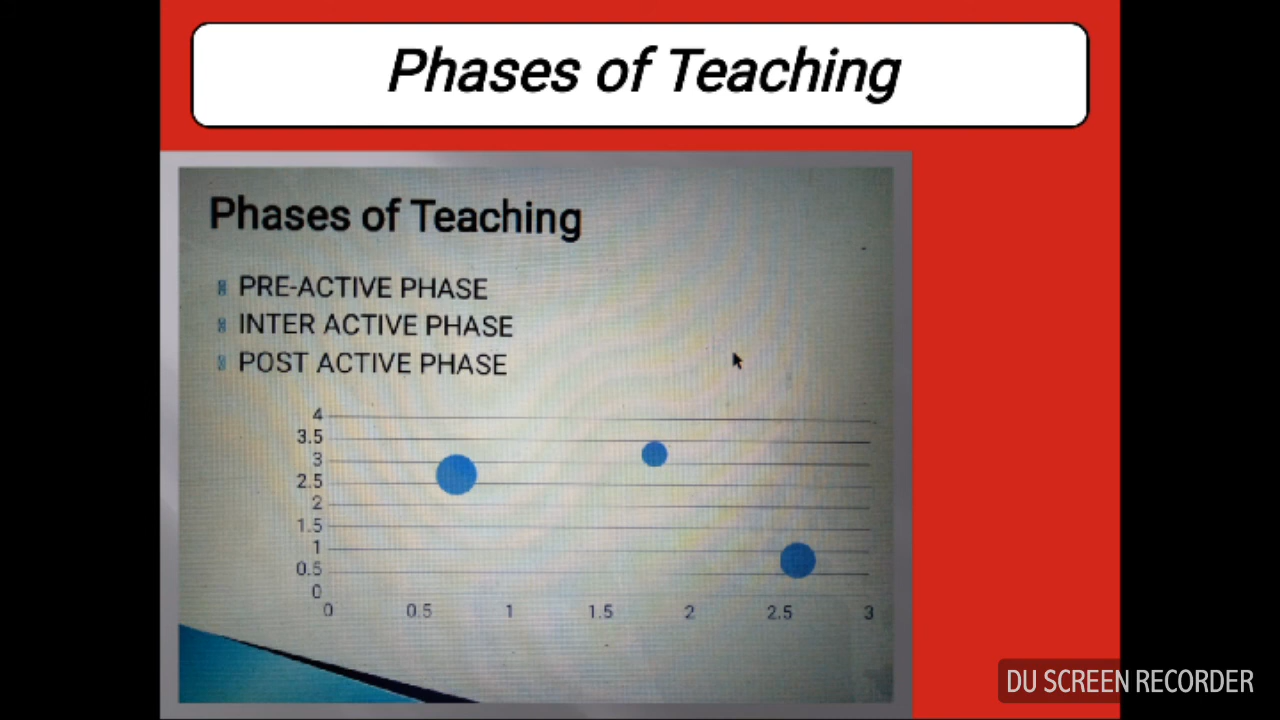 Phases of Teaching
Phases of Teaching
PRE-ACTIVE PHASE
INTER ACTIVE PHASE
POST ACTIVE PHASE
4
3.5
3
2.5
2
1.5
1
0.5
0
0 0.5 1 1.5 2 2.5 3
DU SCREEN RECORDER